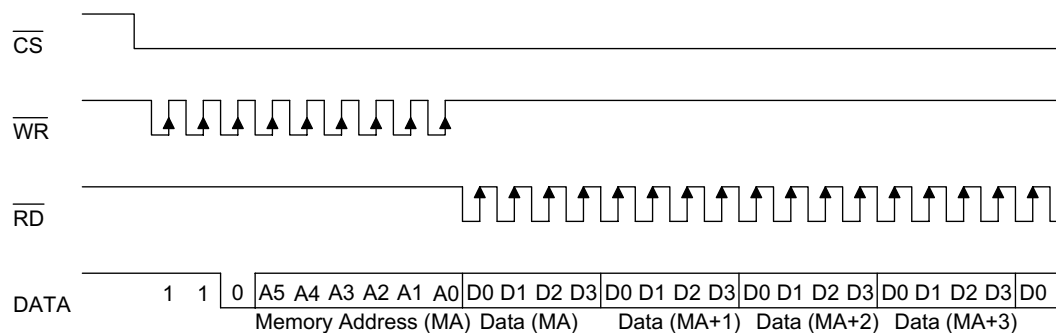 CS
WR
RD
DATA 1 1 0 A5 A4 A3 A2 A1 A0 D0 D1 D2 D3 D0 D1 D2 D3 D0 D1 D2 D3 D0 D1 D2 D3 D0
Memory Address (MA) Data (MA) Data (MA+1) Data (MA+2) Data (MA+3)